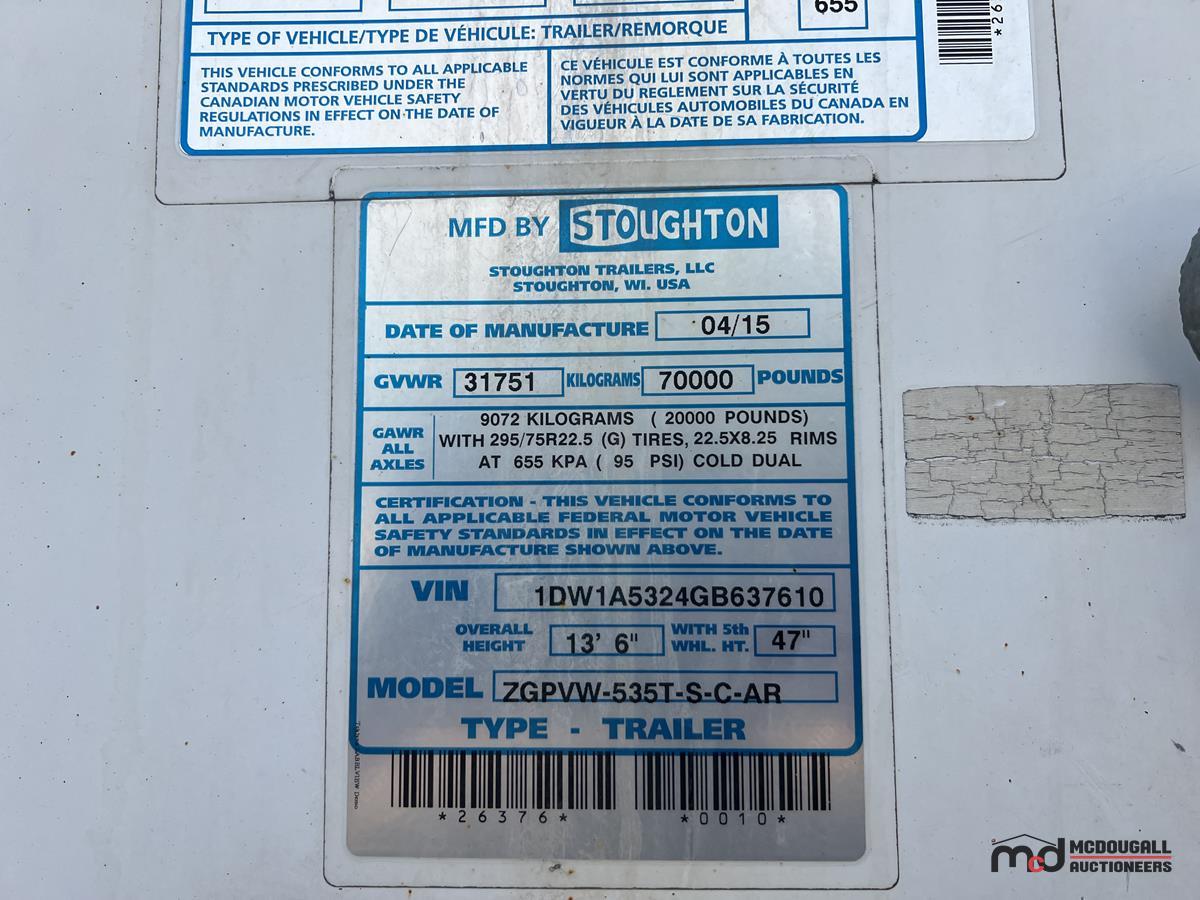 655
TYPE OF VEHICLE/TYPE DE VÉHICULE: TRAILER/REMORQUE
THIS VEHICLE CONFORMS TO ALL APPLICABLE
STANDARDS PRESCRIBED UNDER THE
CANADIAN MOTOR VEHICLE SAFETY
REGULATIONS IN EFFECT ON THE DATE OF
MANUFACTURE.
CE VÉHICULE EST CONFORME À TOUTES LES
NORMES QUI LUI SONT APPLICABLES EN
VERTU DU REGLEMENT SUR LA SÉCURITÉ
DES VÉHICULES AUTOMOBILES DU CANADA EN
VIGUEUR À LA DATE DE SA FABRICATION.
*26
MFD BY STOUGHTON
STOUGHTON TRAILERS, LLC
STOUGHTON, WI. USA
DATE OF MANUFACTURE 04/15
GVWR 31751 KILOGRAMS 70000 POUNDS
GAWR
ALL
AXLES
9072 KILOGRAMS ( 20000 POUNDS)
WITH 295/75R22.5 (G) TIRES, 22.5X8.25 RIMS
AT 655 KPA ( 95 PSI) COLD DUAL
CERTIFICATION - THIS VEHICLE CONFORMS TO
ALL APPLICABLE FEDERAL MOTOR VEHICLE
SAFETY STANDARDS IN EFFECT ON THE DATE
OF MANUFACTURE SHOWN ABOVE.
VIN 1DW1A5324GB637610
OVERALL
HEIGHT 13' 6"
WITH 5th
WHL. HT. 47"
MODEL ZGPVW-535T-S-C-AR
TYPE - TRAILER
*26376* *0010*
mcd MCDOUGALL
AUCTIONEERS